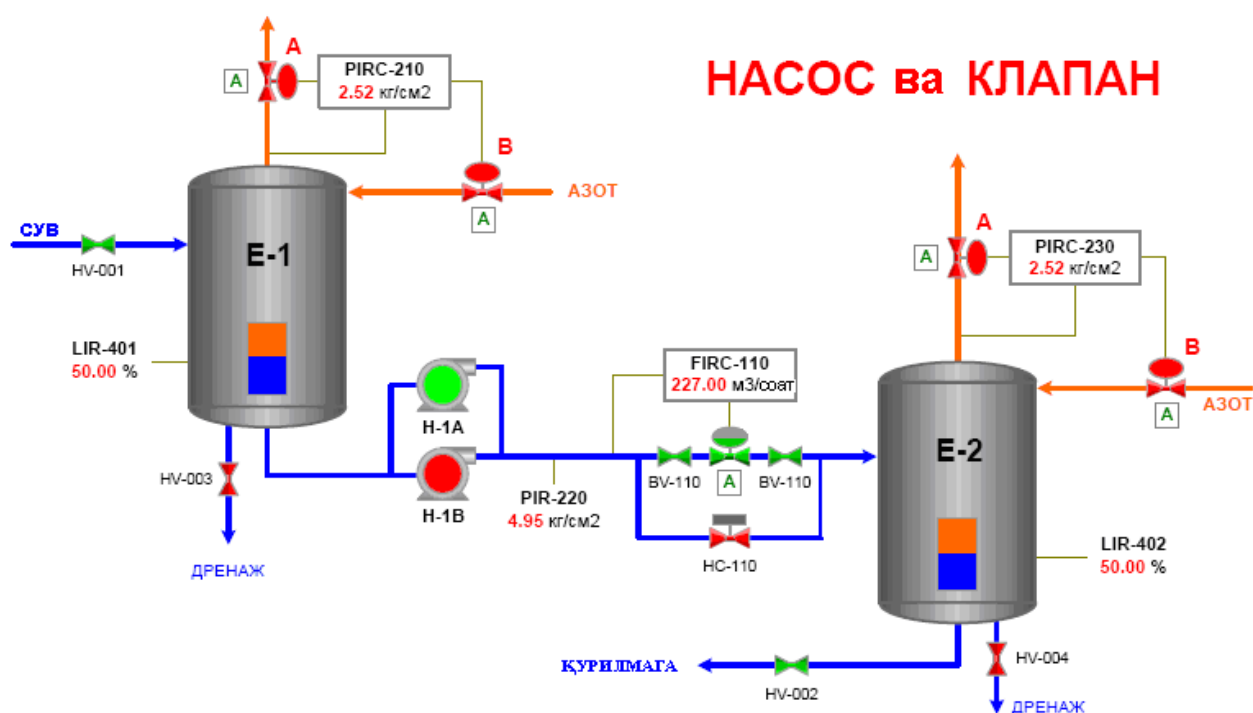 НАСОС ва КЛАПАН
A
A
PIRC-210
2.52 кг/см2
B
A
АЗОТ
СУВ
HV-001
E-1
LIR-401
50.00 %
HV-003
ДРЕНАЖ
H-1A
H-1B
PIR-220
4.95 кг/см2
FIRC-110
227.00 м3/соат
BV-110
A
BV-110
HC-110
A
A
PIRC-230
2.52 кг/см2
B
A
АЗОТ
E-2
LIR-402
50.00 %
ҚУРИЛМАГА
HV-002
HV-004
ДРЕНАЖ